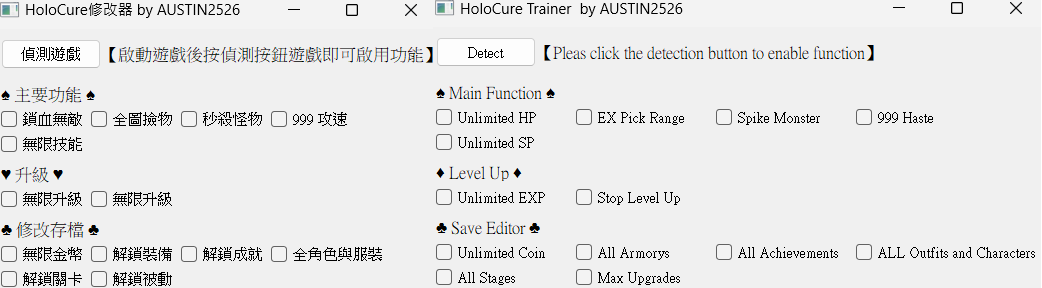 HoloCure修改器 by AUSTIN2526
偵測遊戲 【啟動遊戲後按偵測按鈕遊戲即可啟用功能】
♠ 主要功能 ♠
鎖血無敵 全圖撿物 秒殺怪物 999 攻速
無限技能
♥ 升級 ♥
無限升級 無限升級
♣ 修改存檔 ♣
無限金幣 解鎖裝備 解鎖成就 全角色與服裝
解鎖關卡 解鎖被動
HoloCure Trainer by AUSTIN2526
Detect 【Pleas click the detection button to enable function】
♠ Main Function ♠
Unlimited HP EX Pick Range Spike Monster 999 Haste
Unlimited SP
♦ Level Up ♦
Unlimited EXP Stop Level Up
♣ Save Editor ♣
Unlimited Coin All Armorys All Achievements ALL Outfits and Characters
All Stages Max Upgrades